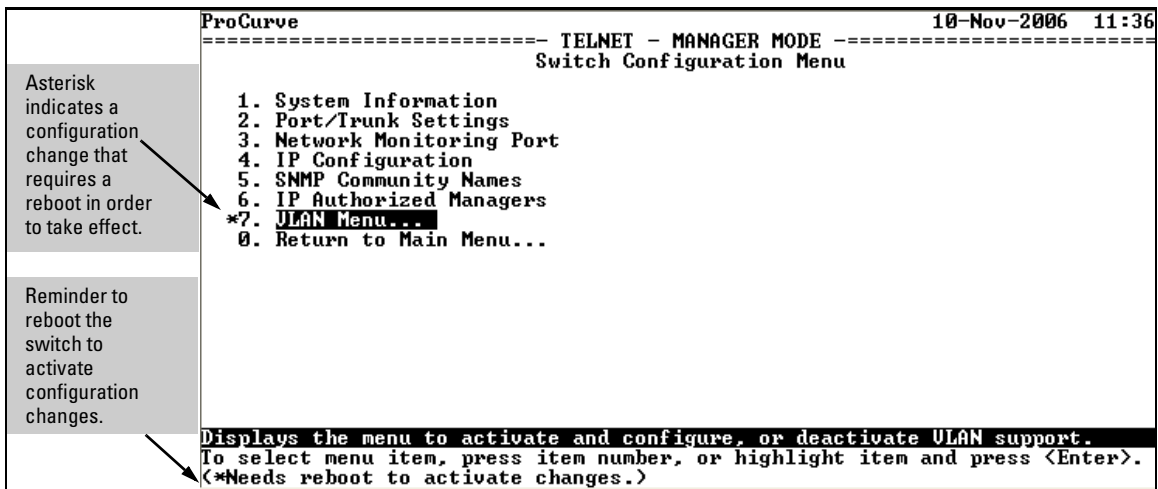 ProCurve 10-Nov-2006 11:36
===========================- TELNET - MANAGER MODE -=========================
Switch Configuration Menu
Asterisk
indicates a
configuration
change that
requires a
reboot in order
to take effect.
1. System Information
2. Port/Trunk Settings
3. Network Monitoring Port
4. IP Configuration
5. SNMP Community Names
6. IP Authorized Managers
*7. VLAN Menu...
0. Return to Main Menu...
Reminder to
reboot the
switch to
activate
configuration
changes.
Displays the menu to activate and configure, or deactivate VLAN support.
To select menu item, press item number, or highlight item and press <Enter>.
(*Needs reboot to activate changes.)